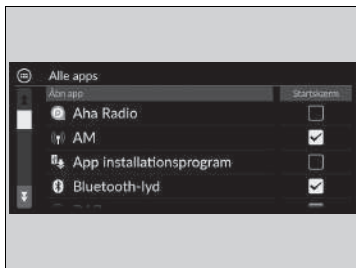 Alle apps
Åbn app Startskærm
Aha Radio
AM
App installationsprogram
Bluetooth-lyd